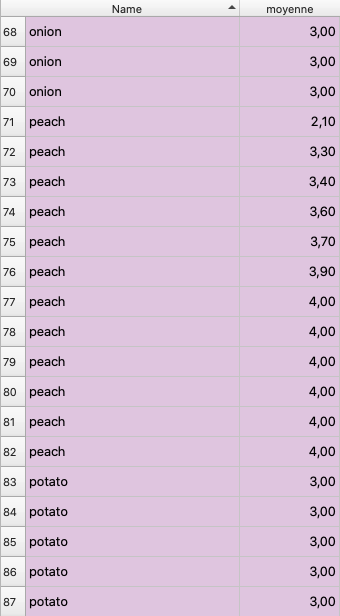 Name moyenne
68 onion 3,00
69 onion 3,00
70 onion 3,00
71 peach 2,10
72 peach 3,30
73 peach 3,40
74 peach 3,60
75 peach 3,70
76 peach 3,90
77 peach 4,00
78 peach 4,00
79 peach 4,00
80 peach 4,00
81 peach 4,00
82 peach 4,00
83 potato 3,00
84 potato 3,00
85 potato 3,00
86 potato 3,00
87 potato 3,00